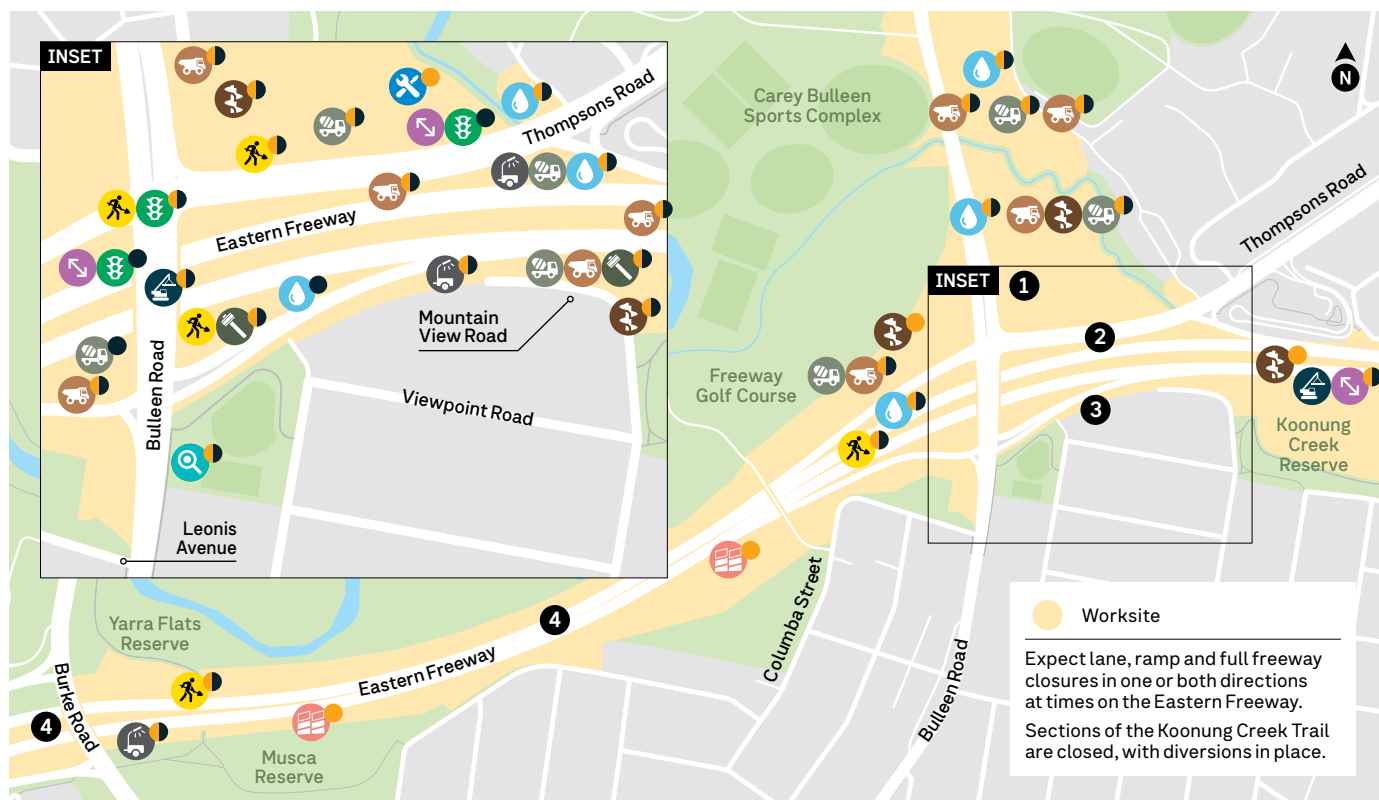 INSET
Thompsons Road
Eastern Freeway
Mountain
View Road
Bulleen Road
Viewpoint Road
Leonis
Avenue
Carey Bulleen
Sports Complex
N
Thompsons Road
INSET
1
2
3
Freeway
Golf Course
Koonung
Creek
Reserve
4
Yarra Flats
Reserve
Burke Road
Eastern Freeway
4
Musca
Reserve
Columba Street
Bulleen Road
Worksite
Expect lane, ramp and full freeway
closures in one or both directions
at times on the Eastern Freeway.
Sections of the Koonung Creek Trail
are closed, with diversions in place.